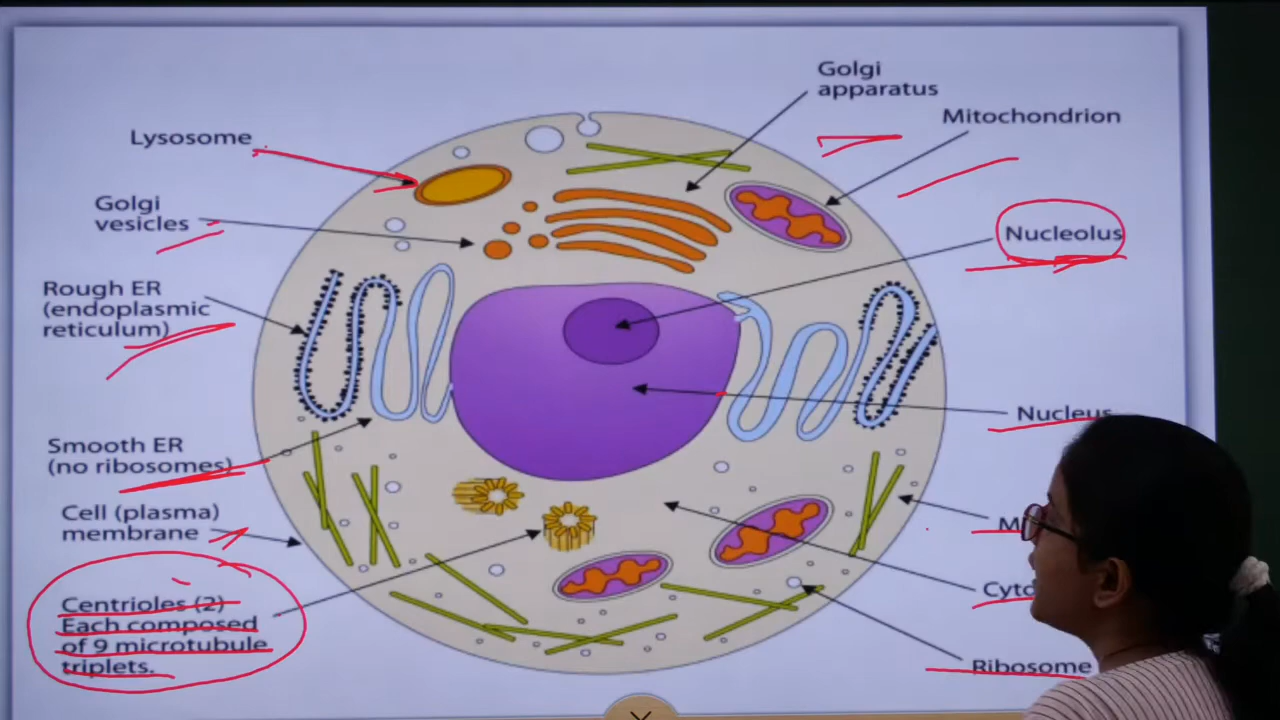 Golgi
apparatus
Mitochondrion
Lysosome
Golgi
vesicles
Nucleolus
Rough ER
(endoplasmic
reticulum)
Nucleus
Smooth ER
(no ribosomes)
Cell (plasma)
membrane
Centrioles (2)
Each composed
of 9 microtubule
triplets.
Ribosome